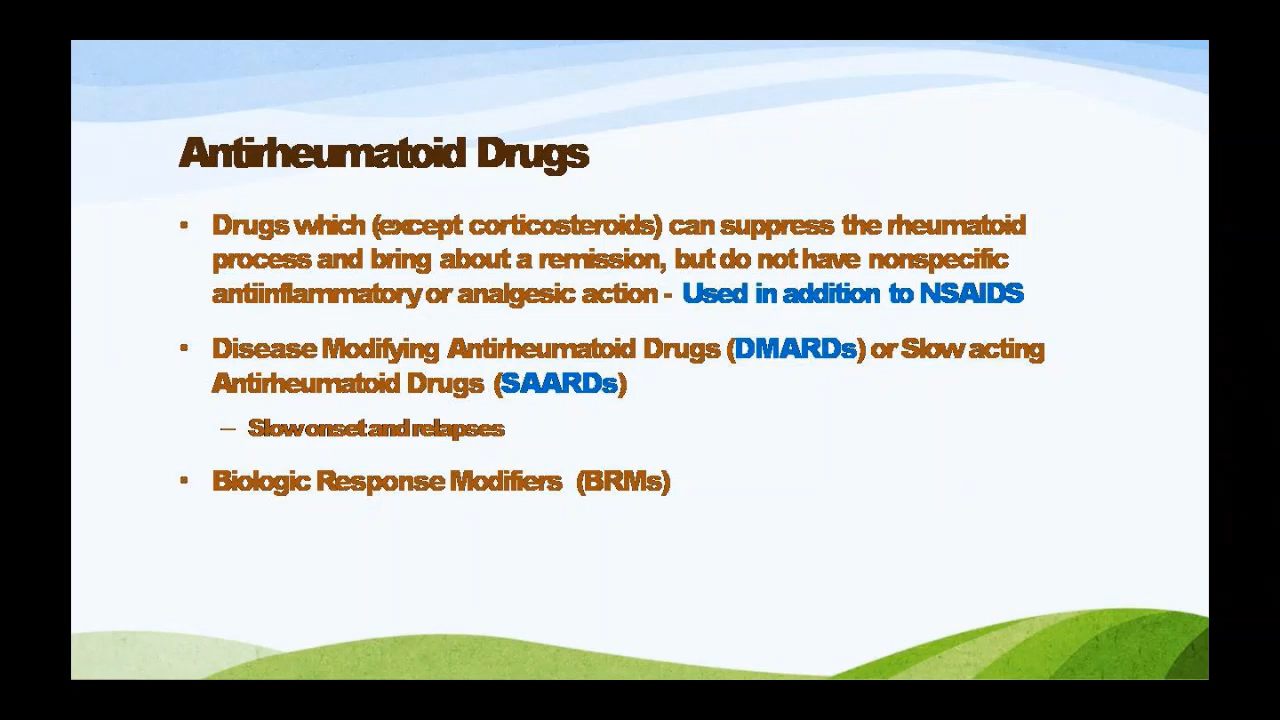 Antirheumatoid Drugs
▪ Drugs which (except corticosteroids) can suppress the rheumatoid
process and bring about a remission, but do not have nonspecific
antiinflammatory or analgesic action - Used in addition to NSAIDS
▪ Disease Modifying Antirheumatoid Drugs (DMARDs) or Slow acting
Antirheumatoid Drugs (SAARDs)
– Slow onset and relapses
▪ Biologic Response Modifiers (BRMs)